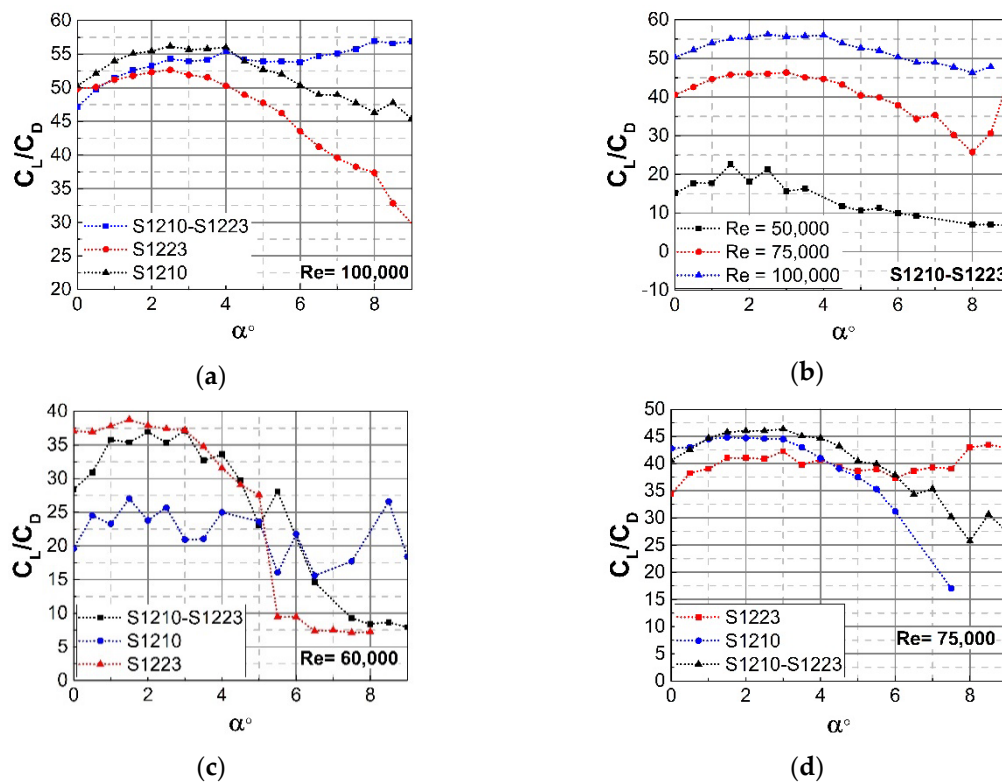 60
55
50
45
40
35
30
25
20
C_L/C_D
S1210-S1223
S1223
S1210
Re= 100,000
0 2 4 6 8
α°
(a)
60
50
40
30
20
10
0
-10
C_L/C_D
Re = 50,000
Re = 75,000
Re = 100,000
S1210-S1223
0 2 4 6 8
α°
(b)
40
35
30
25
20
15
10
5
0
C_L/C_D
S1210-S1223
S1210
S1223
Re= 60,000
0 2 4 6 8
α°
(c)
50
45
40
35
30
25
20
15
10
5
0
C_L/C_D
S1223
S1210
S1210-S1223
Re= 75,000
0 2 4 6 8
α°
(d)